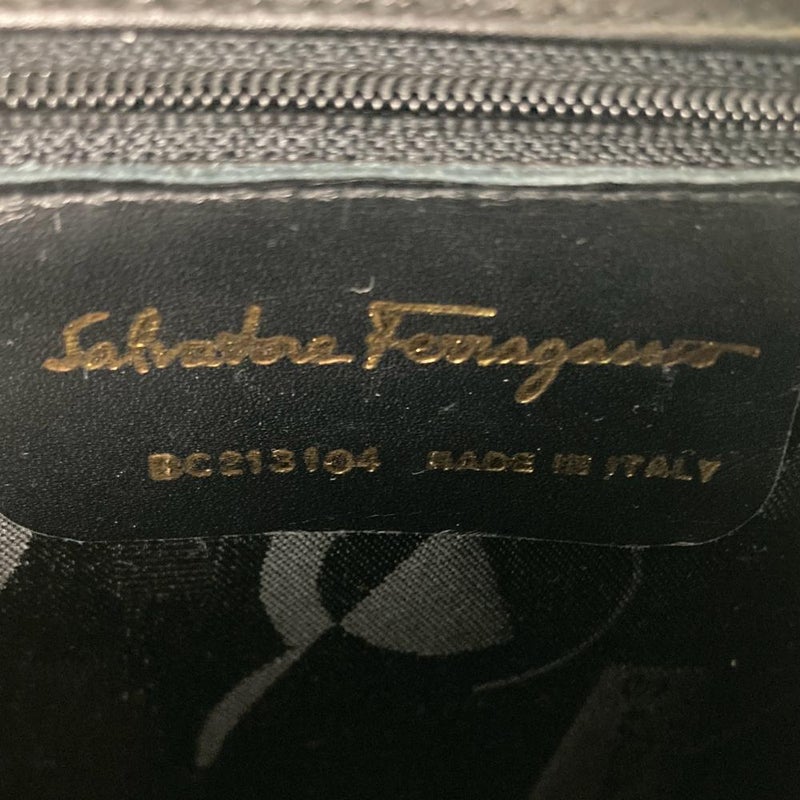 Salvatore Ferragamo
BC213104 MADE IN ITALY